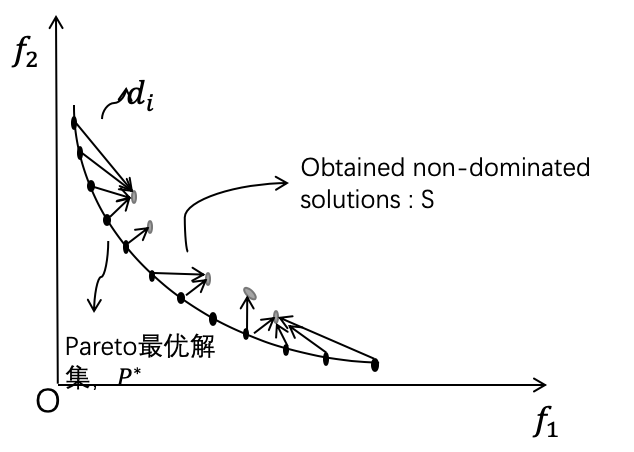 f₂
dᵢ
Obtained non-dominated
solutions : S
Pareto最优解
集, P*
O
f₁